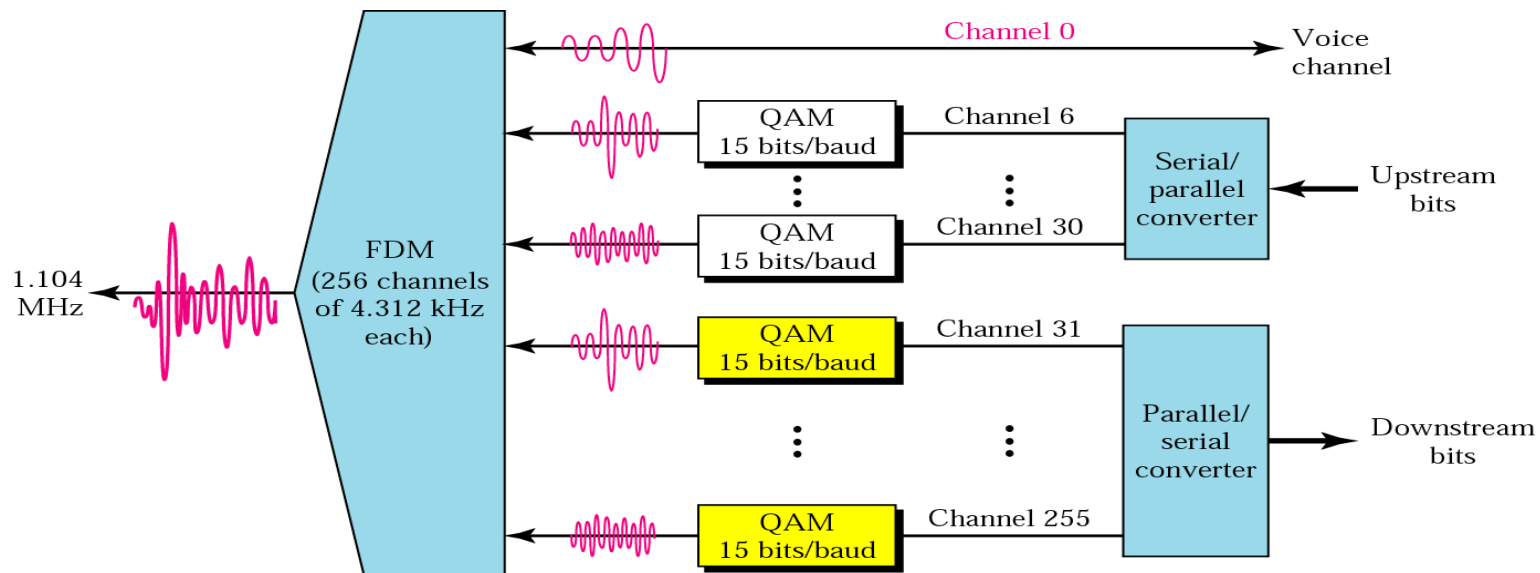 Channel 0
Voice
channel
QAM
15 bits/baud
Channel 6
Serial/
parallel
converter
Upstream
bits
QAM
15 bits/baud
Channel 30
1.104
MHz
FDM
(256 channels
of 4.312 kHz
each)
QAM
15 bits/baud
Channel 31
Parallel/
serial
converter
Downstream
bits
QAM
15 bits/baud
Channel 255